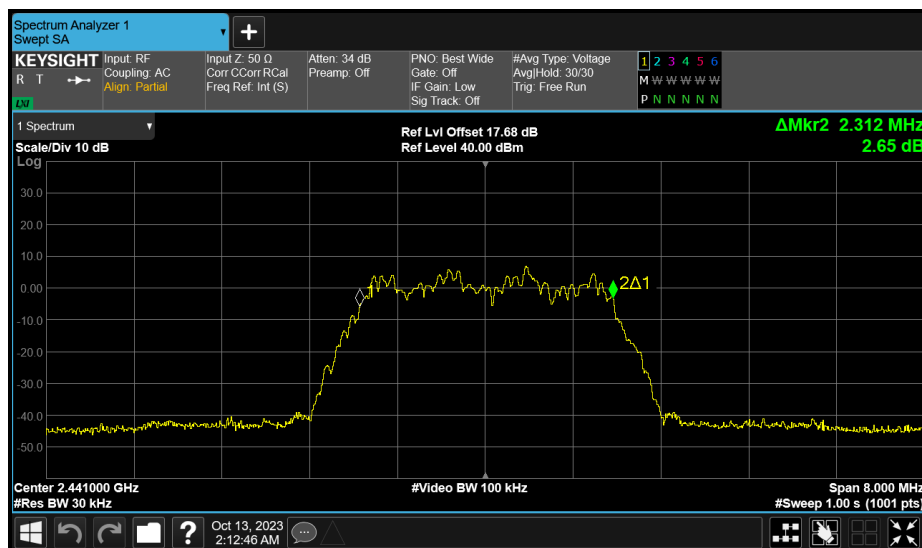 Spectrum Analyzer 1
Swept SA
+
KEYSIGHT
R T
LXI
Input: RF
Coupling: AC
Align: Partial
Input Z: 50 Ω
Corr CCorr RCal
Freq Ref: Int (S)
Atten: 34 dB
Preamp: Off
PNO: Best Wide
Gate: Off
IF Gain: Low
Sig Track: Off
#Avg Type: Voltage
Avg|Hold: 30/30
Trig: Free Run
1 2 3 4 5 6
M W W W W W
P N N N N N
1 Spectrum
Scale/Div 10 dB
Ref Lvl Offset 17.68 dB
Ref Level 40.00 dBm
ΔMkr2 2.312 MHz
2.65 dB
Log
30.0
20.0
10.0
0.00
-10.0
-20.0
-30.0
-40.0
-50.0
1
2Δ1
Center 2.441000 GHz
#Res BW 30 kHz
#Video BW 100 kHz
Span 8.000 MHz
#Sweep 1.00 s (1001 pts)
?
Oct 13, 2023
2:12:46 AM